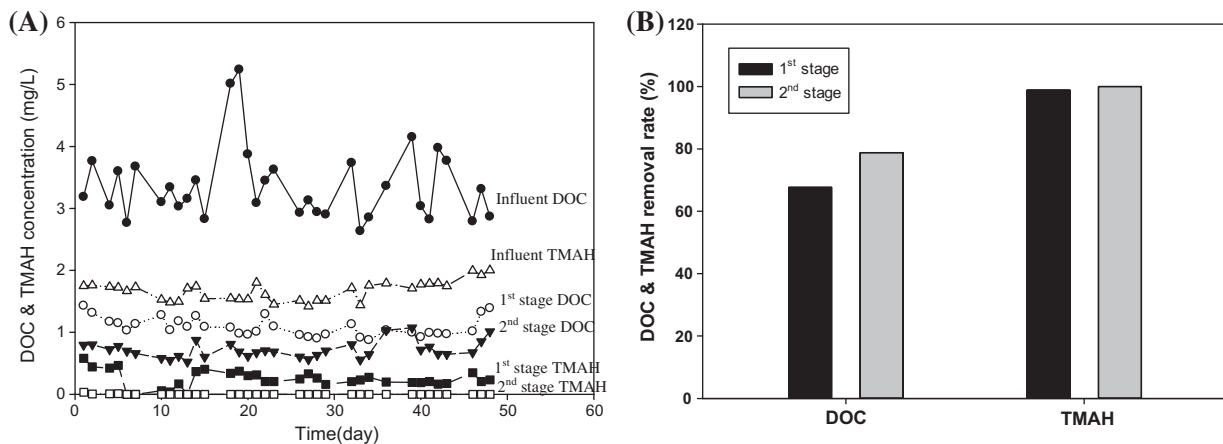 (A)
DOC & TMAH concentration (mg/L)
6
5
4
3
2
1
0
Influent DOC
Influent TMAH
1st stage DOC
2nd stage DOC
1st stage TMAH
2nd stage TMAH
0 10 20 30 40 50 60
Time(day)
(B)
DOC & TMAH removal rate (%)
120
100
80
60
40
20
0
1st stage
2nd stage
DOC TMAH